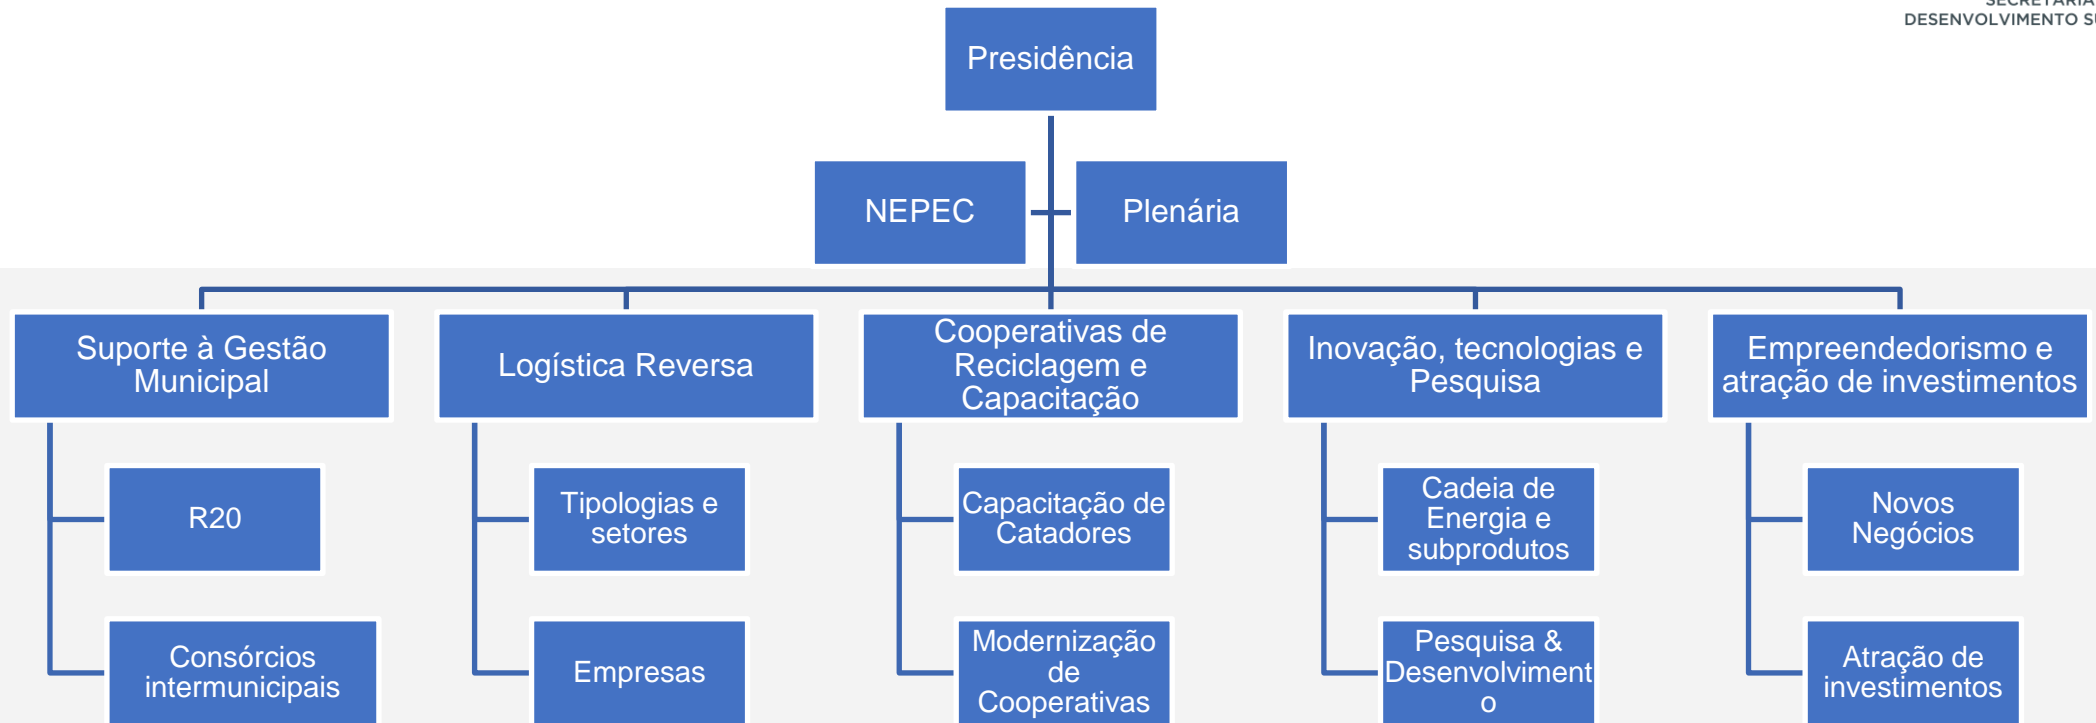 DESENVOLVIMENTO
Presidência
NEPEC
Plenária
Suporte à Gestão
Municipal
Logística Reversa
Cooperativas de
Reciclagem e
Capacitação
Inovação, tecnologias e
Pesquisa
Empreendedorismo e
atração de investimentos
R20
Tipologias e
setores
Capacitação de
Catadores
Cadeia de
Energia e
subprodutos
Novos
Negócios
Consórcios
intermunicipais
Empresas
Modernização
de
Cooperativas
Pesquisa &
Desenvolviment
o
Atração de
investimentos